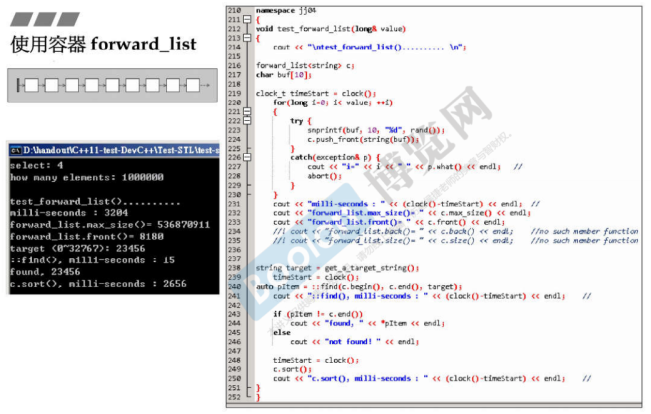 使用容器 forward_list
D:\handout\C++11-test-DevC++\Test-STL\test-s
select: 4
how many elements: 1000000
test_forward_list()..........
milli-seconds : 3204
forward_list.max_size()= 536870911
forward_list.front()= 8180
target (0~32767): 23456
::find(), milli-seconds : 15
found, 23456
c.sort(), milli-seconds : 2656
210 namespace jj04
211 {
212 void test_forward_list(long& value)
213 {
214 cout << "\ntest_forward_list().......... \n";
215
216 forward_list<string> c;
217 char buf[10];
218
219 clock_t timeStart = clock();
220 for(long i=0; i< value; ++i)
221 {
222 try {
223 snprintf(buf, 10, "%d", rand());
224 c.push_front(string(buf));
225 }
226 catch(exception& p) {
227 cout << "i=" << i << " " << p.what() << endl; //
228 abort();
229 }
230 }
231 cout << "milli-seconds : " << (clock()-timeStart) << endl; //
232 cout << "forward_list.max_size()= " << c.max_size() << endl;
233 cout << "forward_list.front()= " << c.front() << endl;
234 //! cout << "forward_list.back()= " << c.back() << endl; //no such member function
235 //! cout << "forward_list.size()= " << c.size() << endl; //no such member function
236
237
238 string target = get_a_target_string();
239 timeStart = clock();
240 auto pItem = ::find(c.begin(), c.end(), target);
241 cout << "::find(), milli-seconds : " << (clock()-timeStart) << endl; //
242
243 if (pItem != c.end())
244 cout << "found, " << *pItem << endl;
245 else
246 cout << "not found! " << endl;
247
248 timeStart = clock();
249 c.sort();
250 cout << "c.sort(), milli-seconds : " << (clock()-timeStart) << endl; //
251 }
252 }
博览网